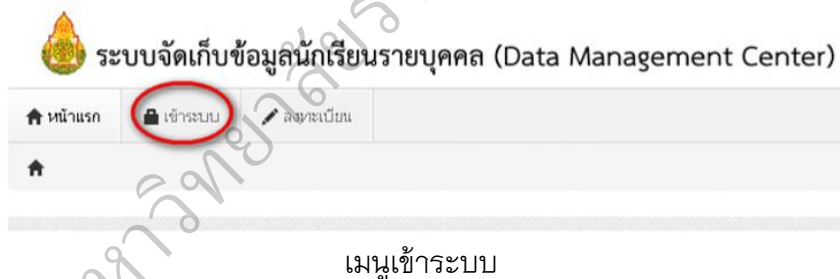 ระบบจัดเก็บข้อมูลนักเรียนรายบุคคล (Data Management Center)
หน้าแรก เข้าระบบ ลงทะเบียน
เมนูเข้าระบบ